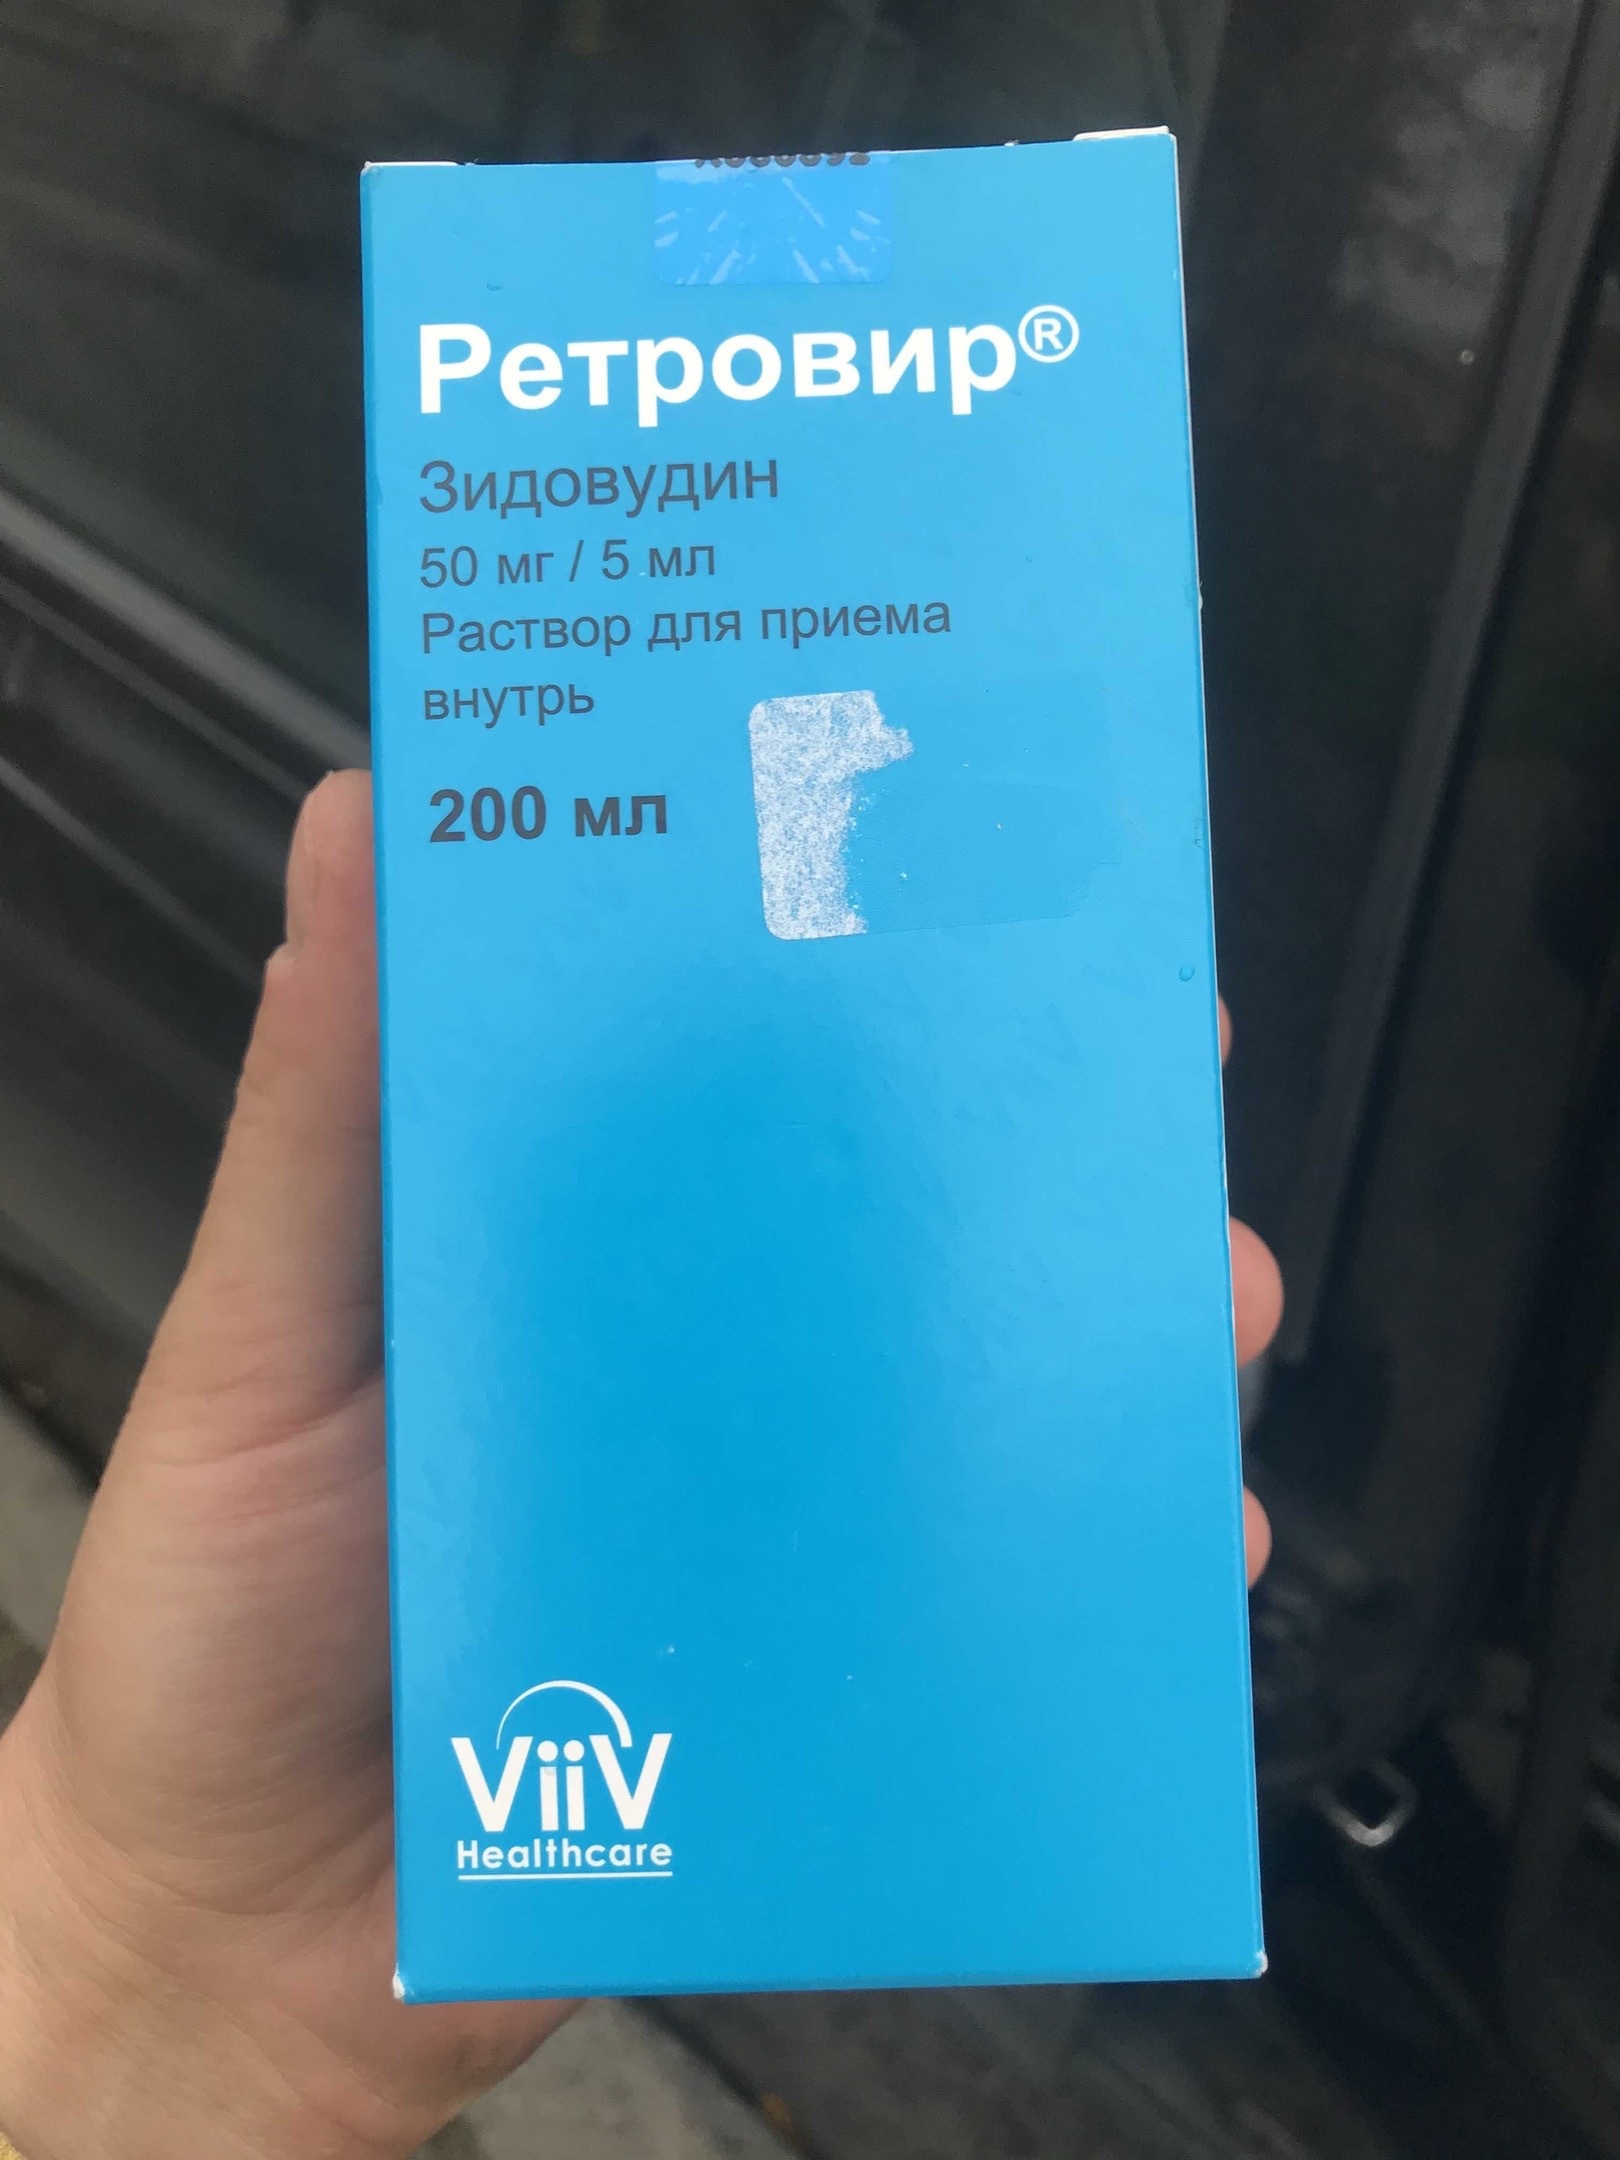 Ретровир®
Зидовудин
50 мг / 5 мл
Раствор для приема
внутрь
200 мл
ViiV
Healthcare